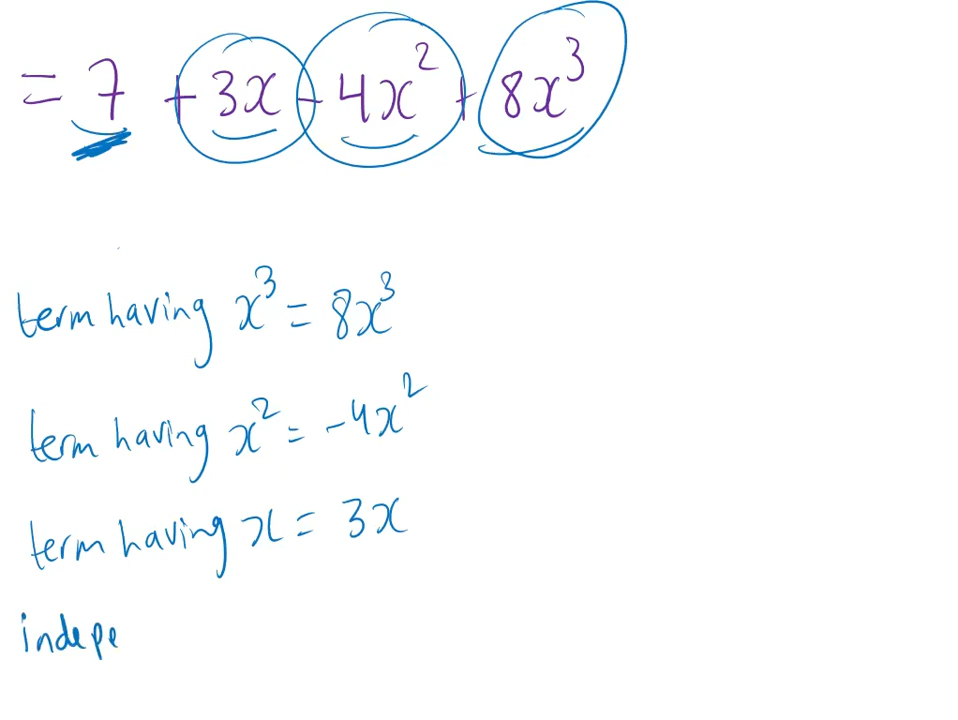 = 7 + 3x - 4x² + 8x³
term having x³ = 8x³
term having x² = -4x²
term having x = 3x
indepe